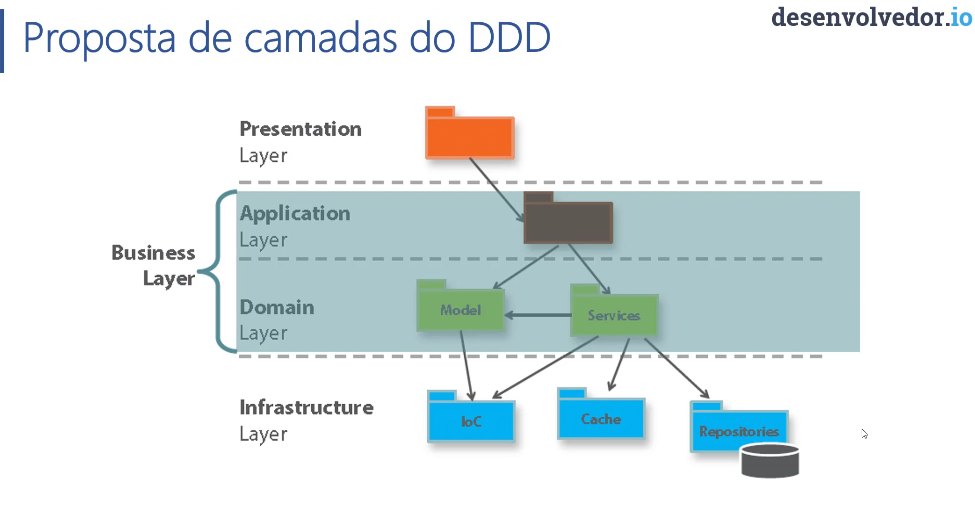 desenvolvedor.io
Proposta de camadas do DDD
Presentation
Layer
Application
Layer
Business
Layer
Domain
Layer
Model
Services
Infrastructure
Layer
IoC
Cache
Repositories